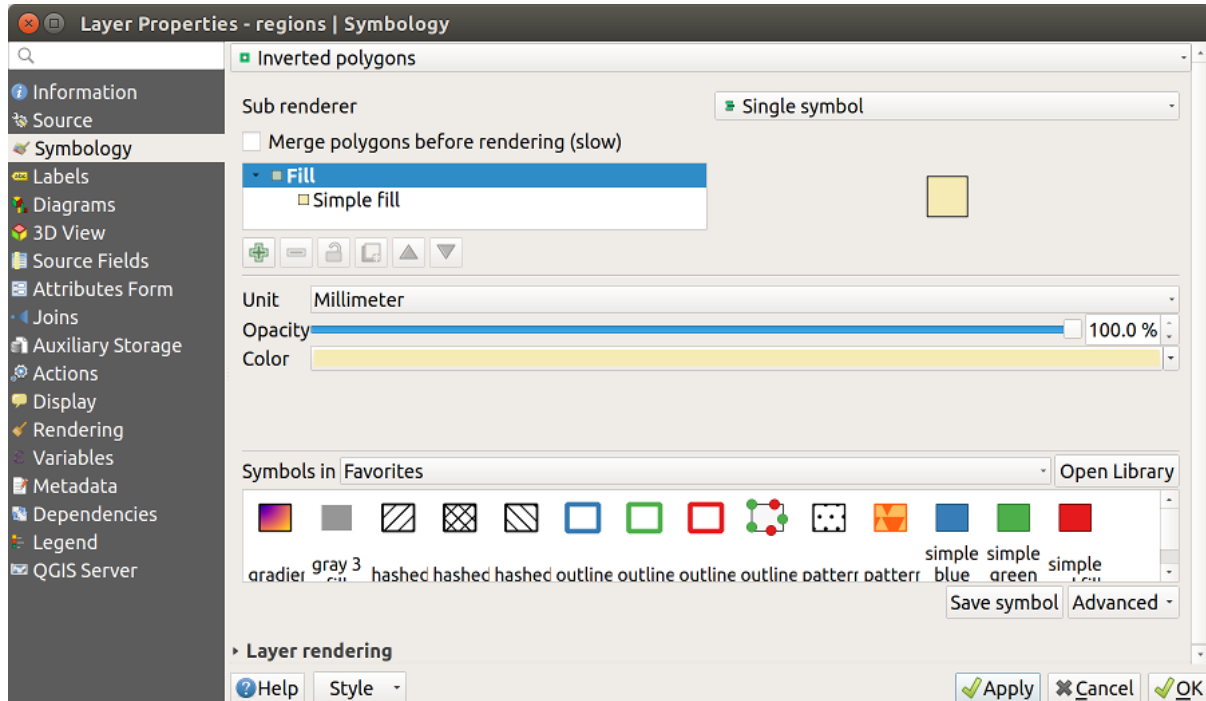 Layer Properties - regions | Symbology
Information
Source
Symbology
Labels
Diagrams
3D View
Source Fields
Attributes Form
Joins
Auxiliary Storage
Actions
Display
Rendering
Variables
Metadata
Dependencies
Legend
QGIS Server
Inverted polygons
Sub renderer Single symbol
Merge polygons before rendering (slow)
Fill
Simple fill
Unit Millimeter
Opacity 100.0 %
Color
Symbols in Favorites Open Library
gray 3 simple simple simple
hashed hashed hashed outline outline outline outline pattern pattern blue green
Save symbol Advanced
Layer rendering
Help Style Apply Cancel OK